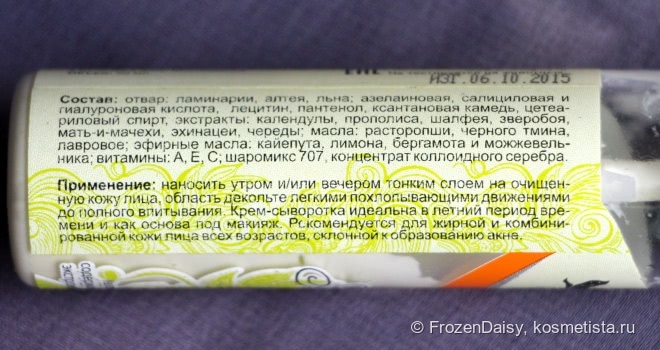 ИЗГ.06.10.2015
Состав: отвар: ламинарии, алтея, льна; азелаиновая, салициловая и
гиалуроновая кислота, лецитин, пантенол, ксантановая камедь, цетеа-
риловый спирт, экстракты: календулы, прополиса, шалфея, зверобоя,
мать-и-мачехи, эхинацеи, череды; масла: расторопши, черного тмина,
лавровое; эфирные масла: кайепута, лимона, бергамота и можжевель-
ника; витамины: А, Е, С; шаромикс 707, концентрат коллоидного серебра.
Применение: наносить утром и/или вечером тонким слоем на очищен-
ную кожу лица, область декольте легкими похлопывающими движениями
до полного впитывания. Крем-сыворотка идеальна в летний период вре-
мени и как основа под макияж. Рекомендуется для жирной и комбини-
рованной кожи лица всех возрастов, склонной к образованию акне.
© FrozenDaisy, kosmetista.ru